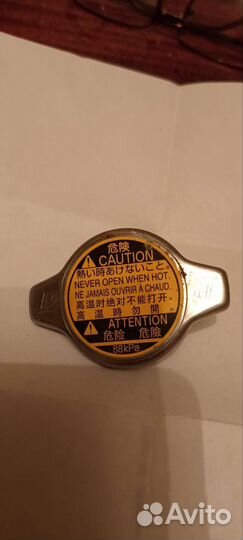 危険
CAUTION
熱い時あけないこと。
NEVER OPEN WHEN HOT.
NE JAMAIS OUVRIR À CHAUD.
高温时绝对不能打开。
高溫時勿開
ATTENTION
危险 危險
88kPa
Avito